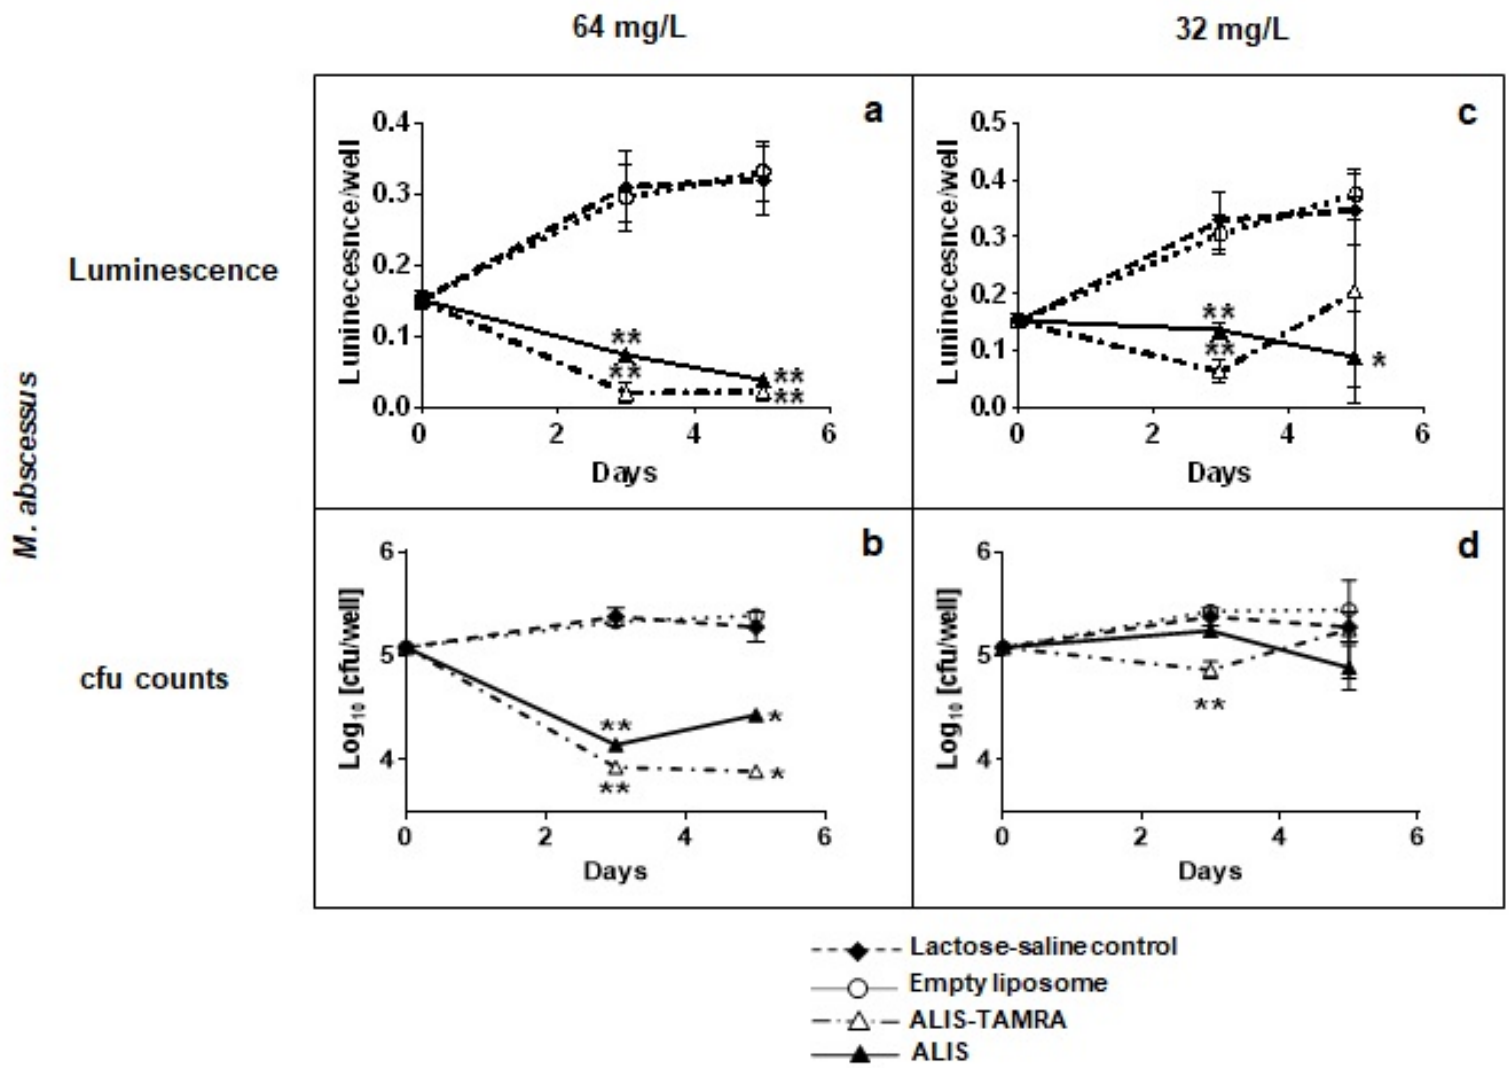 64 mg/L
32 mg/L
a
0.4
0.3
0.2
0.1
0.0
Luninecesnce/well
**
**
**
**
0 2 4 6
Days
c
0.5
0.4
0.3
0.2
0.1
0.0
Luninecesnce/well
**
**
*
0 2 4 6
Days
Luminescence
M. abscessus
b
6
5
4
Log10 [cfu/well]
**
**
*
*
0 2 4 6
Days
d
6
5
4
Log10 [cfu/well]
**
0 2 4 6
Days
cfu counts
Lactose-saline control
Empty liposome
ALIS-TAMRA
ALIS